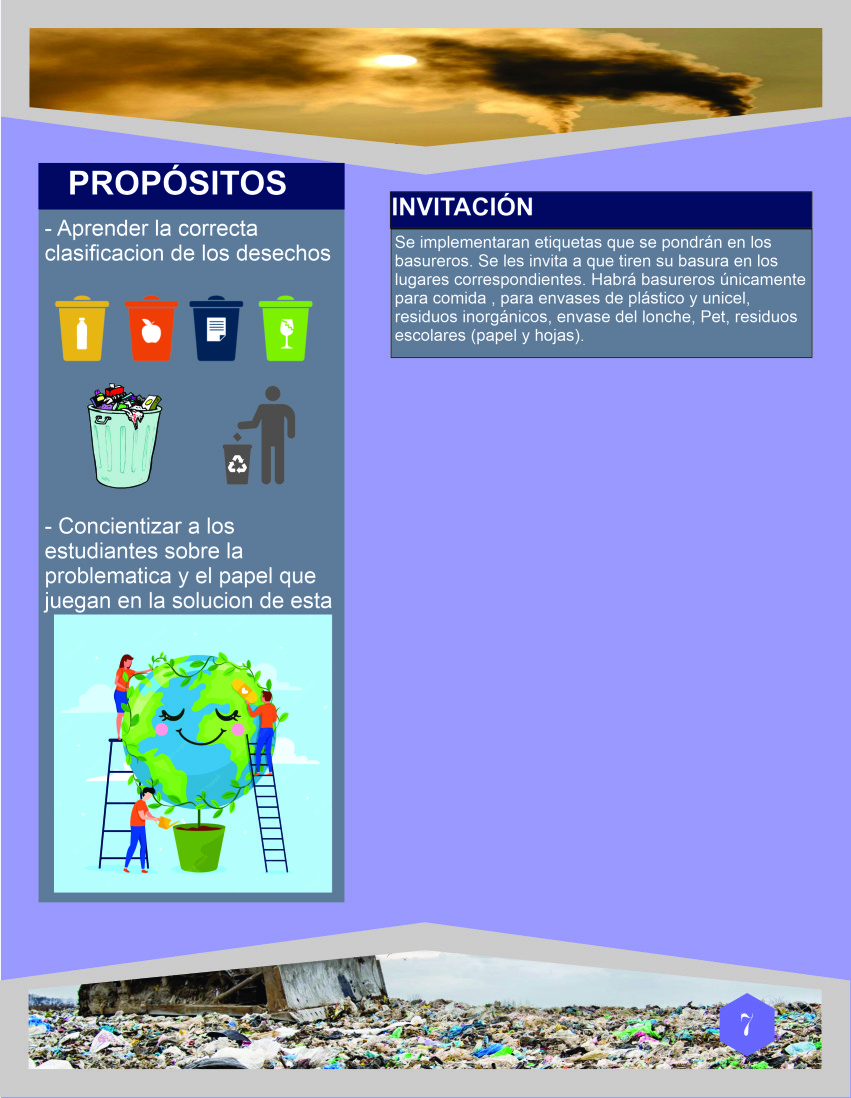 PROPÓSITOS
- Aprender la correcta
clasificacion de los desechos
- Concientizar a los
estudiantes sobre la
problematica y el papel que
juegan en la solucion de esta
INVITACIÓN
Se implementaran etiquetas que se pondrán en los
basureros. Se les invita a que tiren su basura en los
lugares correspondientes. Habrá basureros únicamente
para comida , para envases de plástico y unicel,
residuos inorgánicos, envase del lonche, Pet, residuos
escolares (papel y hojas).
7